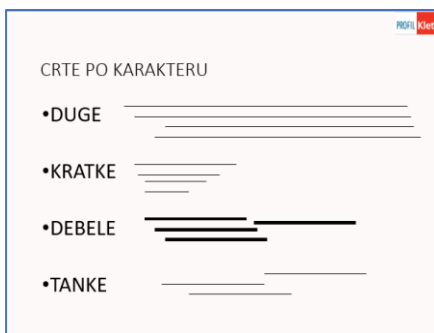 PROFIL Klett
CRTE PO KARAKTERU
•DUGE
•KRATKE
•DEBELE
•TANKE